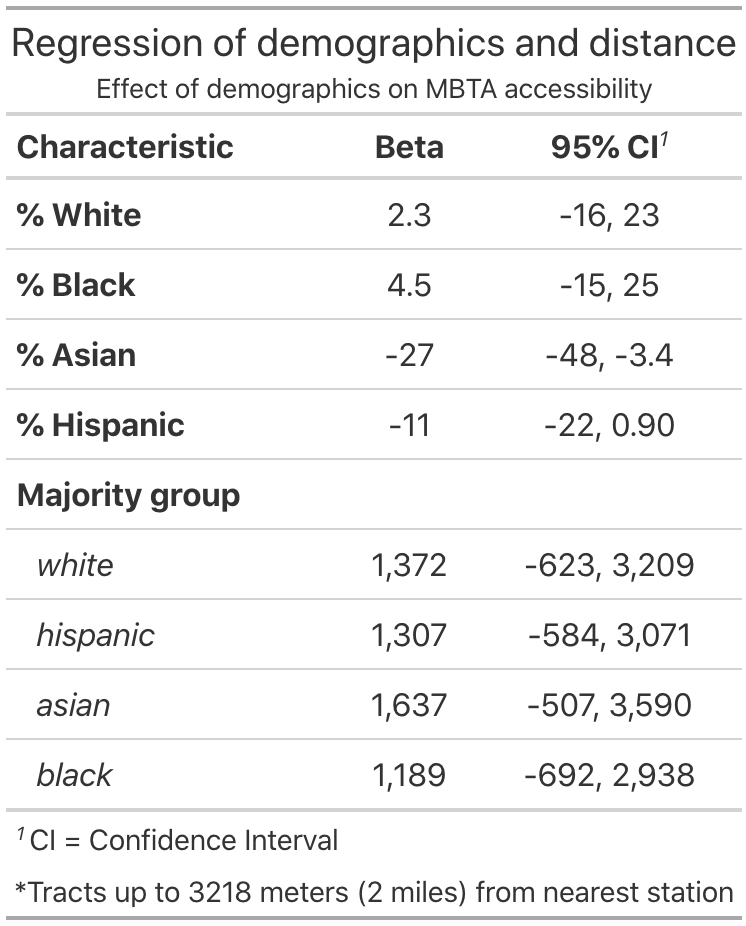 Regression of demographics and distance
Effect of demographics on MBTA accessibility
Characteristic Beta 95% CI¹
% White 2.3 -16, 23
% Black 4.5 -15, 25
% Asian -27 -48, -3.4
% Hispanic -11 -22, 0.90
Majority group
white 1,372 -623, 3,209
hispanic 1,307 -584, 3,071
asian 1,637 -507, 3,590
black 1,189 -692, 2,938
¹ CI = Confidence Interval
*Tracts up to 3218 meters (2 miles) from nearest station